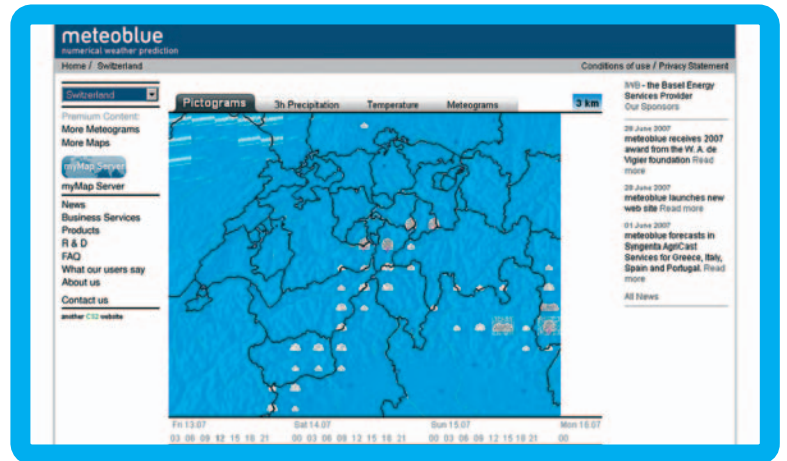 meteoblue
numerical weather prediction
Home / Switzerland
Conditions of use / Privacy Statement
Switzerland
Premium Content:
More Meteograms
More Maps
myMap Server
myMap Server
News
Business Services
Products
R & D
FAQ
What our users say
About us
Contact us
another C32 website
Pictograms
3h Precipitation
Temperature
Meteograms
3 km
Fri 13.07
Sat 14.07
Sun 15.07
Mon 16.07
03 06 09 12 15 18 21
00 03 06 09 12 15 18 21
00 03 06 09 12 15 18 21
00
- the Basel Energy
Services Provider
Our Sponsors
28 June 2007
meteoblue receives 2007
award from the W. A. de
Vigier foundation Read
more
28 June 2007
meteoblue launches new
web site Read more
01 June 2007
meteoblue forecasts in
Syngenta AgriCast
Services for Greece, Italy,
Spain and Portugal. Read
more
All News